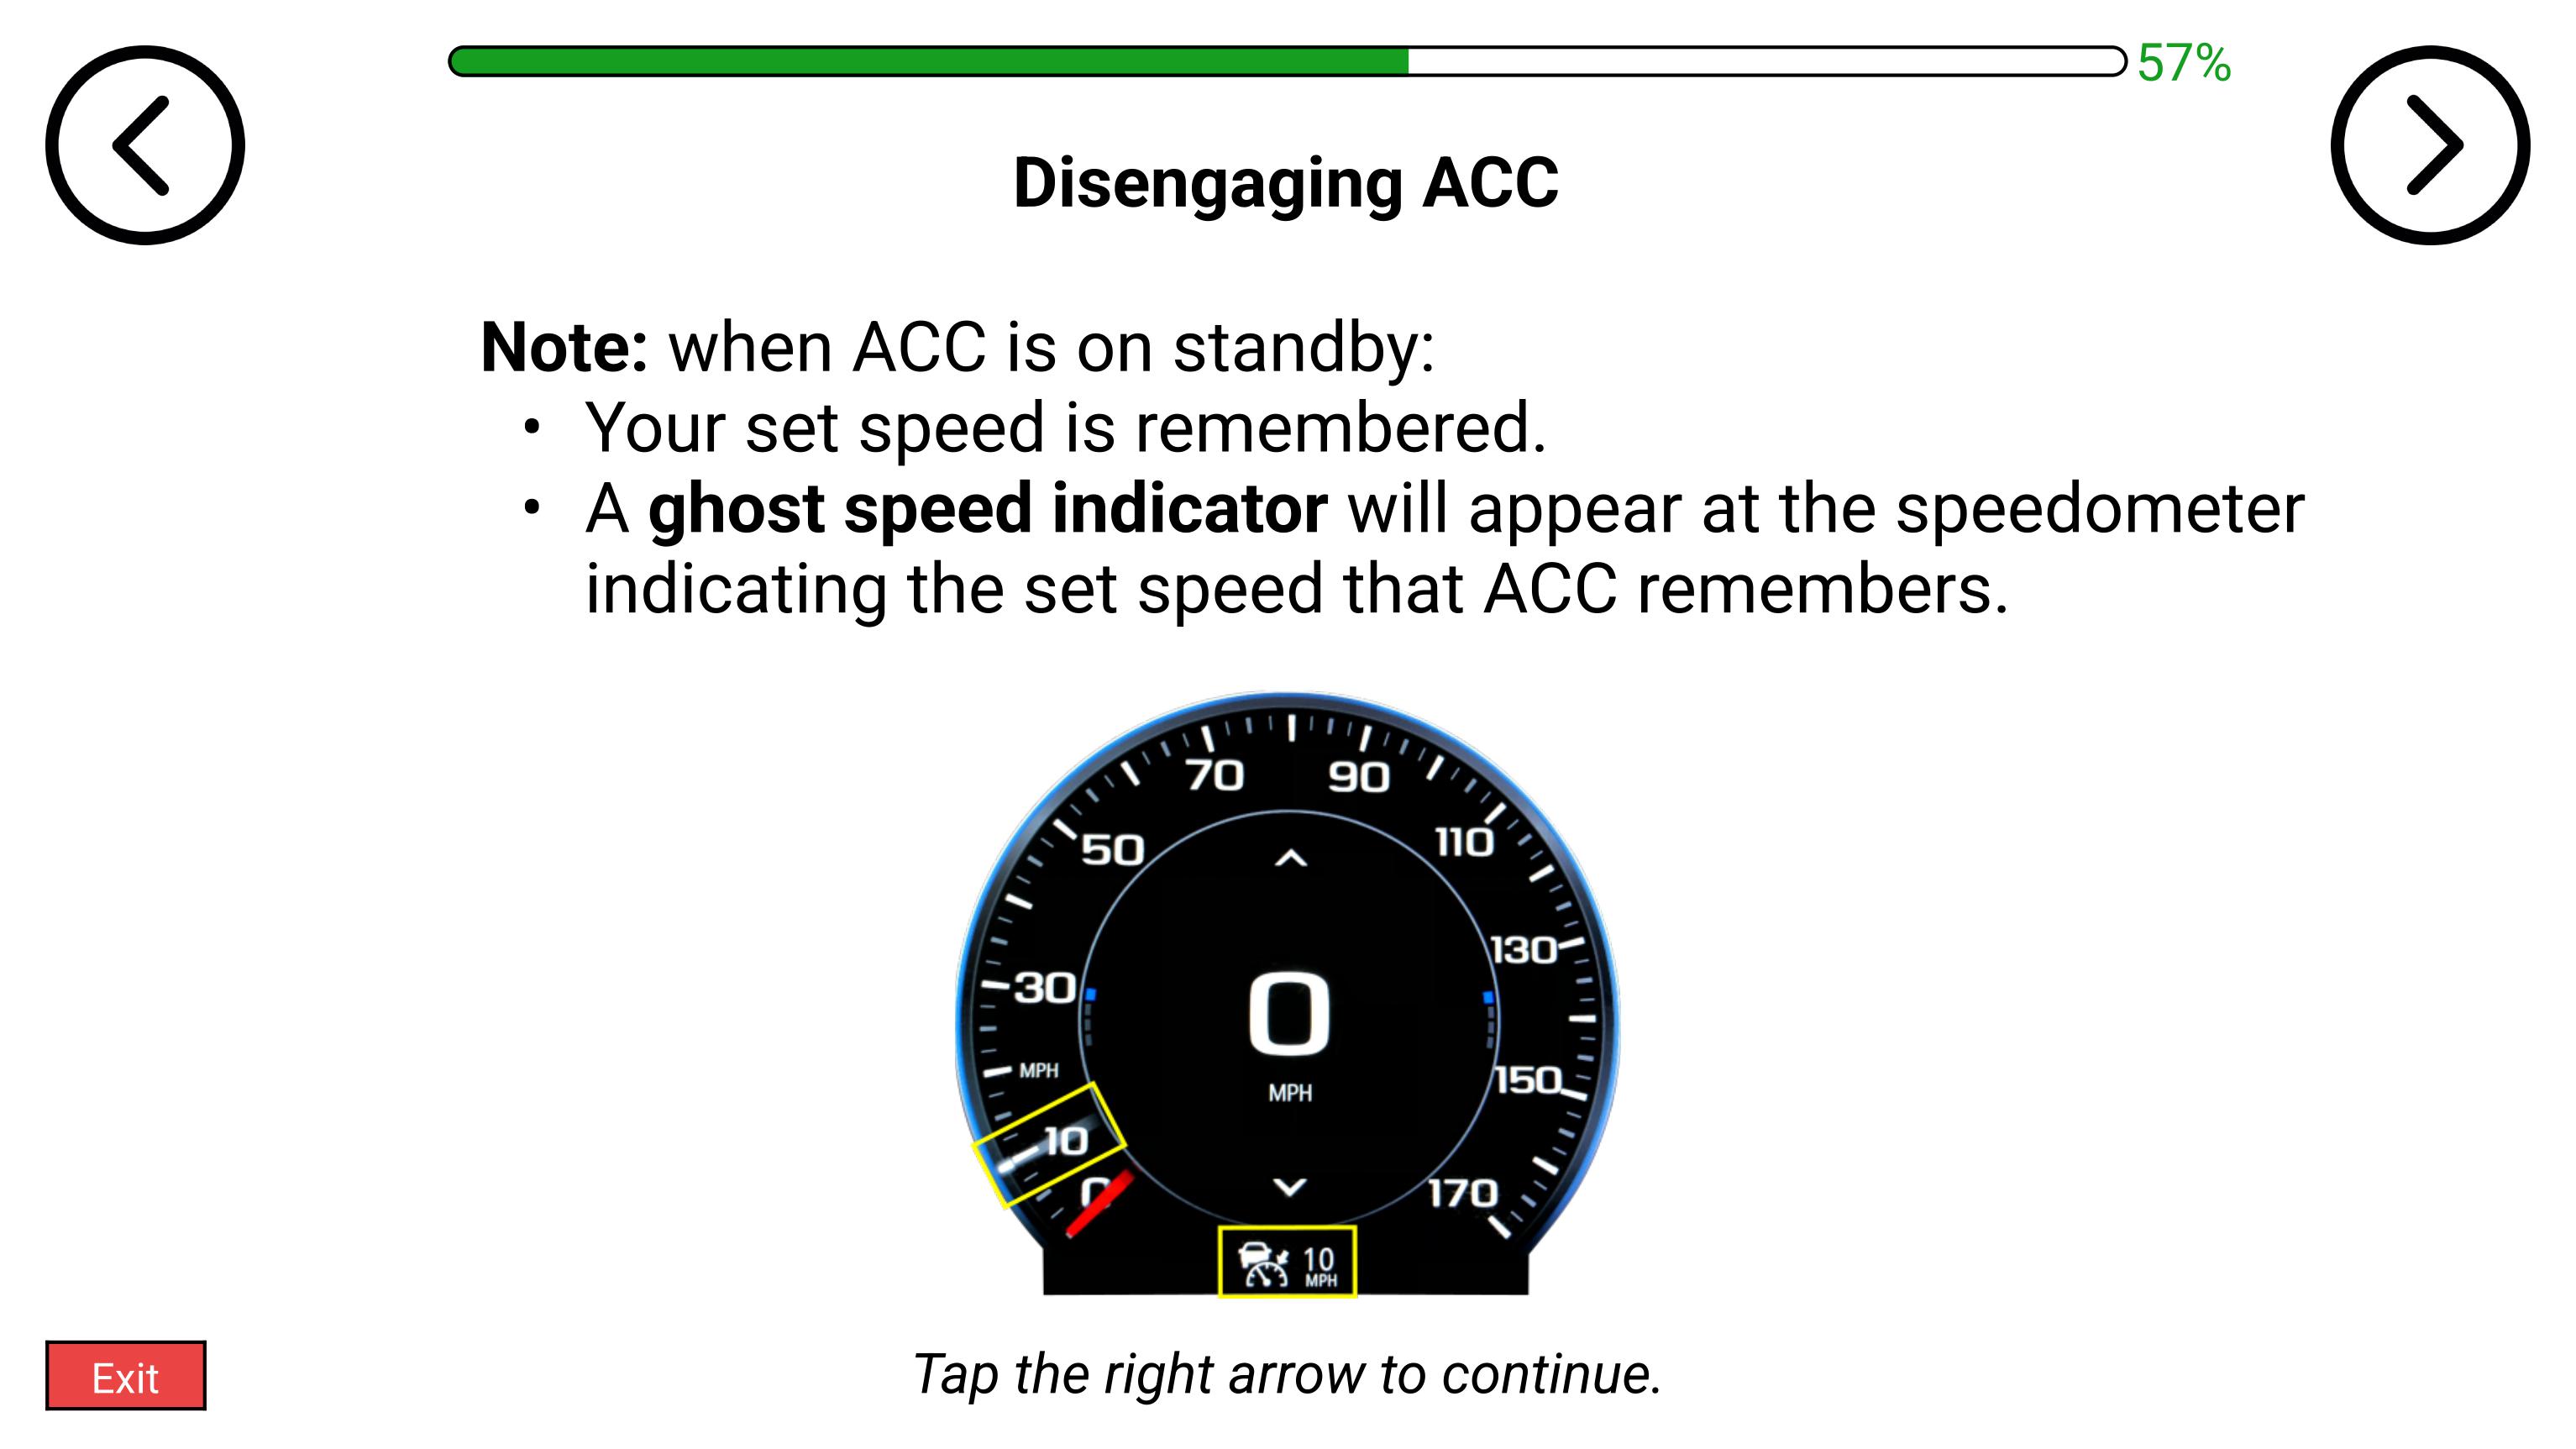 57%
Disengaging ACC
Note: when ACC is on standby:
• Your set speed is remembered.
• A ghost speed indicator will appear at the speedometer
indicating the set speed that ACC remembers.
70 90
50 110
130
30
0
MPH
MPH
150
10
0
170
10
MPH
Exit
Tap the right arrow to continue.